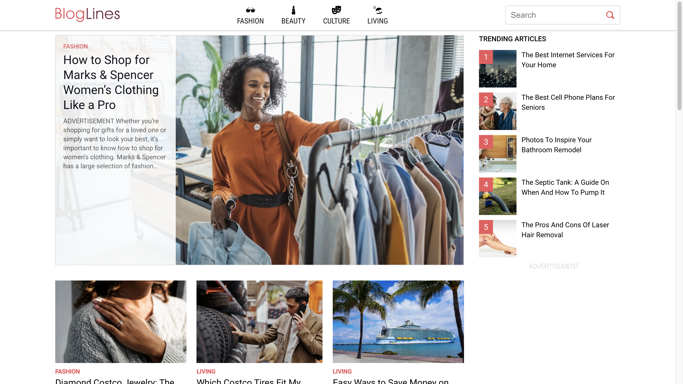 BlogLines
FASHION
BEAUTY
CULTURE
LIVING
Search
FASHION
How to Shop for
Marks & Spencer
Women's Clothing
Like a Pro
ADVERTISEMENT Whether you're
shopping for gifts for a loved one or
simply want to look your best, it's
important to know how to shop for
women's clothing. Marks & Spencer
has a large selection of fashion...
TRENDING ARTICLES
1
The Best Internet Services For
Your Home
2
The Best Cell Phone Plans For
Seniors
3
Photos To Inspire Your
Bathroom Remodel
4
The Septic Tank: A Guide On
When And How To Pump It
5
The Pros And Cons Of Laser
Hair Removal
ADVERTISEMENT
FASHION
Diamond Costco Jewelry: The
LIVING
Which Costco Tires Fit My
LIVING
Easy Ways to Save Money on